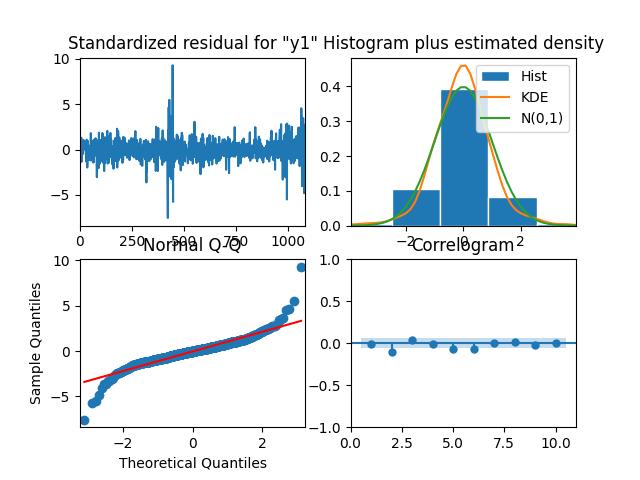 Standardized residual for "y1"
Histogram plus estimated density
10
5
0
−5
0 250 500 750 1000
0.4
0.3
0.2
0.1
0.0
−2 0 2
Hist
KDE
N(0,1)
Normal Q-Q
Correlogram
Sample Quantiles
10
5
0
−5
−2 0 2
Theoretical Quantiles
1.0
0.5
0.0
−0.5
−1.0
0.0 2.5 5.0 7.5 10.0